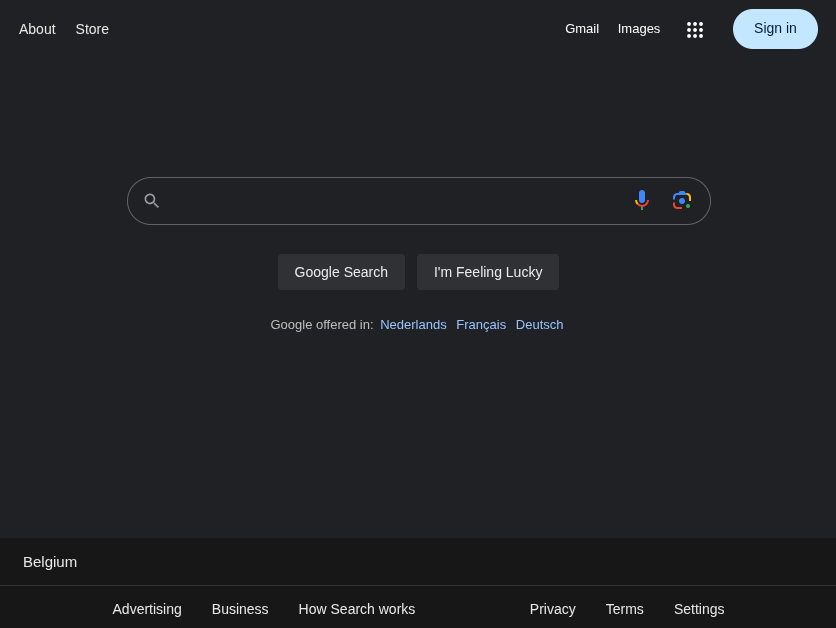 About Store Gmail Images Sign in
Google Search I'm Feeling Lucky
Google offered in: Nederlands Français Deutsch
Belgium
Advertising Business How Search works Privacy Terms Settings